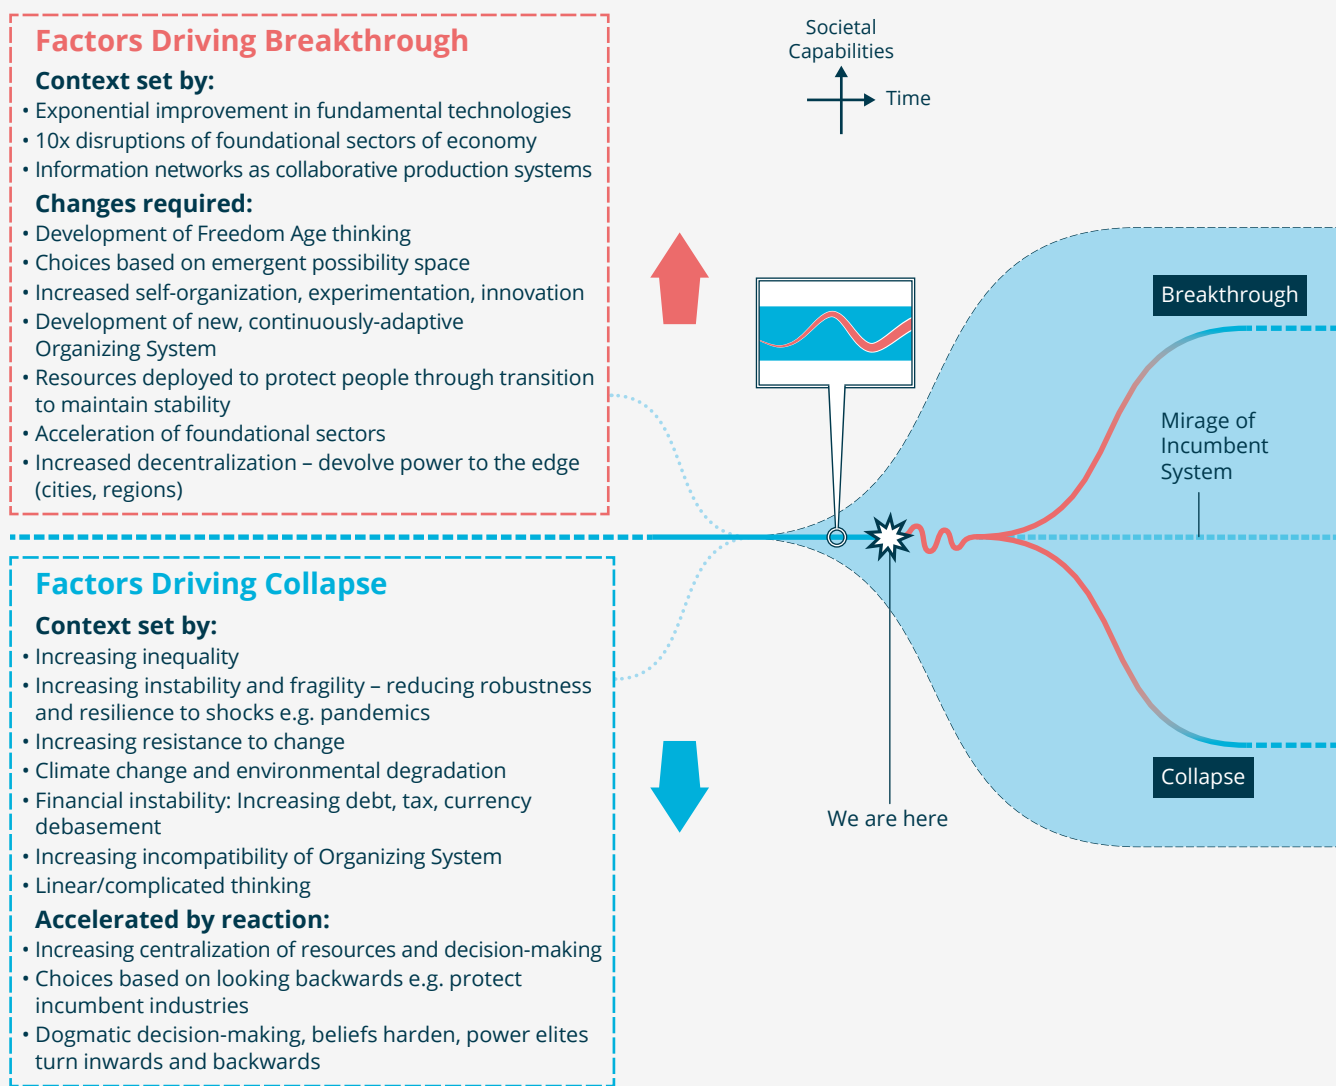 Factors Driving Breakthrough
Context set by:
• Exponential improvement in fundamental technologies
• 10x disruptions of foundational sectors of economy
• Information networks as collaborative production systems
Changes required:
• Development of Freedom Age thinking
• Choices based on emergent possibility space
• Increased self-organization, experimentation, innovation
• Development of new, continuously-adaptive
Organizing System
• Resources deployed to protect people through transition
to maintain stability
• Acceleration of foundational sectors
• Increased decentralization – devolve power to the edge
(cities, regions)
Factors Driving Collapse
Context set by:
• Increasing inequality
• Increasing instability and fragility – reducing robustness
and resilience to shocks e.g. pandemics
• Increasing resistance to change
• Climate change and environmental degradation
• Financial instability: Increasing debt, tax, currency
debasement
• Increasing incompatibility of Organizing System
• Linear/complicated thinking
Accelerated by reaction:
• Increasing centralization of resources and decision-making
• Choices based on looking backwards e.g. protect
incumbent industries
• Dogmatic decision-making, beliefs harden, power elites
turn inwards and backwards
Societal
Capabilities
Time
Breakthrough
Mirage of
Incumbent
System
Collapse
We are here